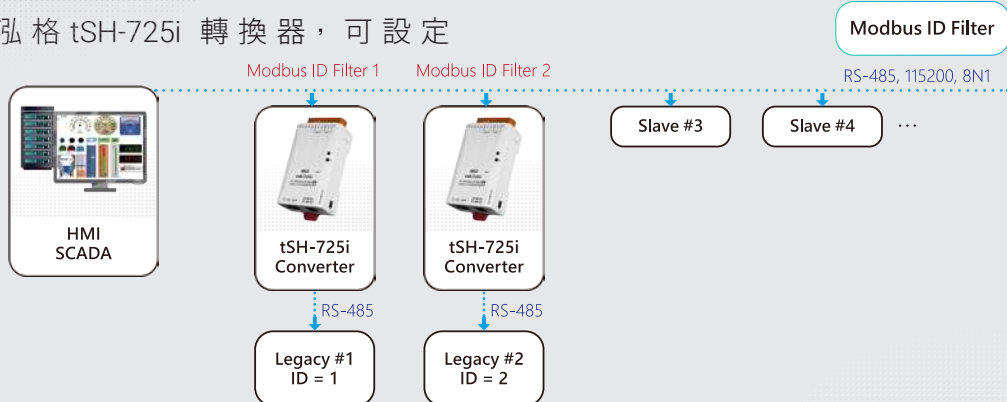 泓格 tSH-725i 轉換器，可設定
Modbus ID Filter
Modbus ID Filter 1
Modbus ID Filter 2
RS-485, 115200, 8N1
HMI
SCADA
tSH-725i
Converter
tSH-725i
Converter
Slave #3
Slave #4
...
RS-485
RS-485
Legacy #1
ID = 1
Legacy #2
ID = 2